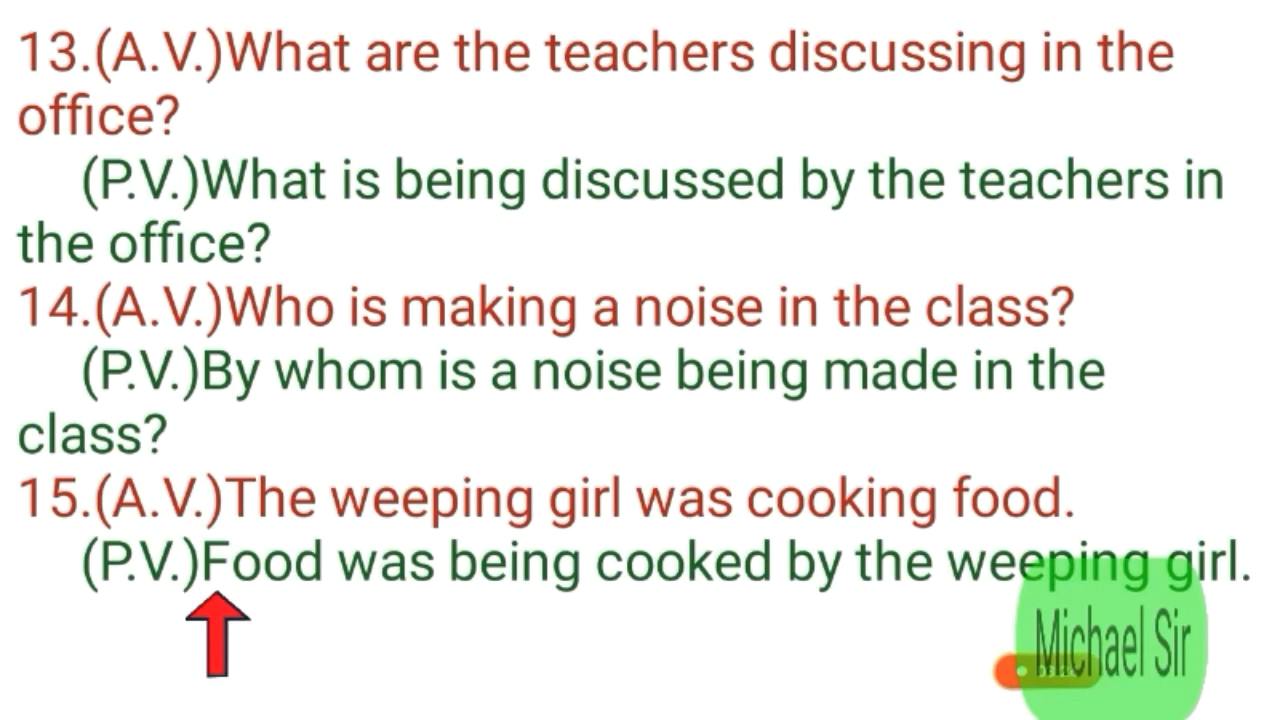 13.(A.V.)What are the teachers discussing in the
office?
(P.V.)What is being discussed by the teachers in
the office?
14.(A.V.)Who is making a noise in the class?
(P.V.)By whom is a noise being made in the
class?
15.(A.V.)The weeping girl was cooking food.
(P.V.)Food was being cooked by the weeping girl.
Michael Sir